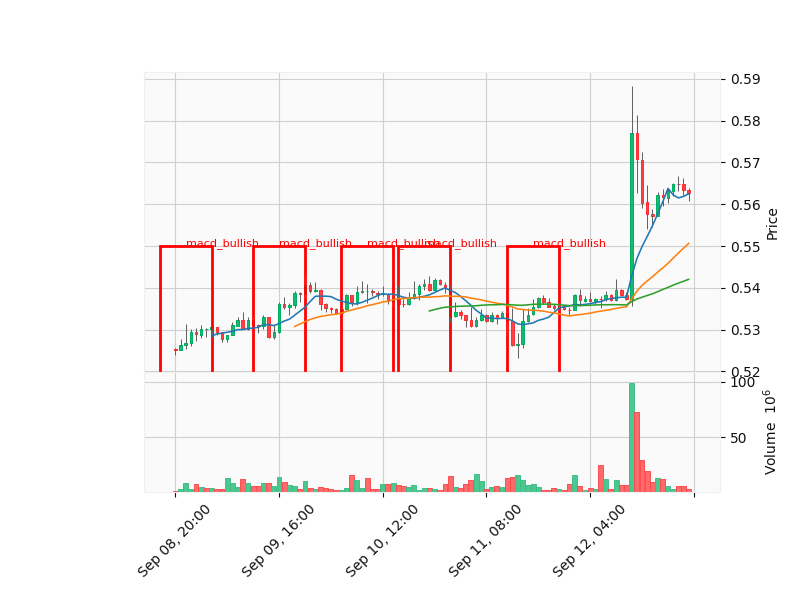 0.59
0.58
0.57
0.56
Price
0.55
macd_bullish
macd_bullish
macd_bullish
macd_bullish
macd_bullish
0.54
0.53
0.52
100
50
Volume 10^6
Sep 08, 20:00
Sep 09, 16:00
Sep 10, 12:00
Sep 11, 08:00
Sep 12, 04:00